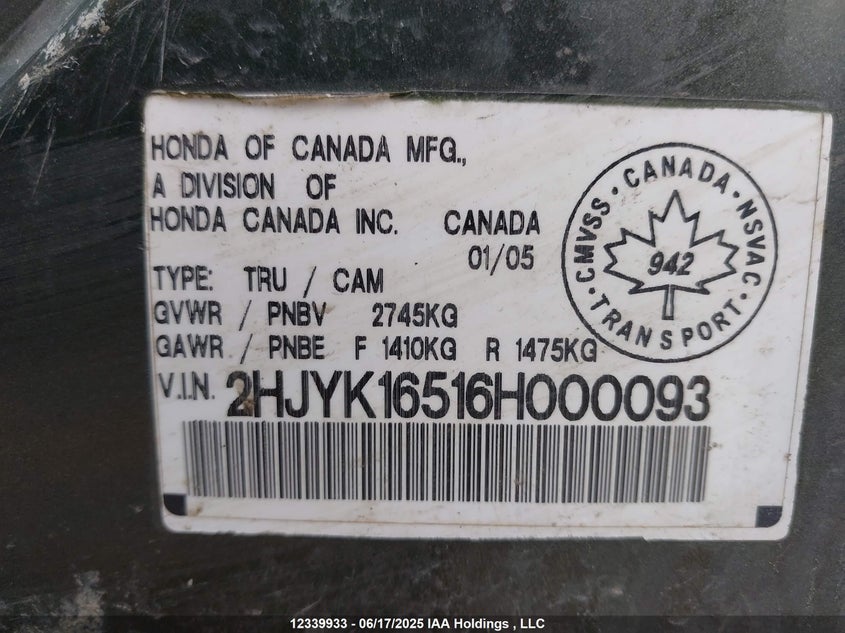 HONDA OF CANADA MFG.,
A DIVISION OF
HONDA CANADA INC. CANADA
01/05
TYPE: TRU / CAM
GVWR / PNBV 2745KG
GAWR / PNBE F 1410KG R 1475KG
V.I.N. 2HJYK16516H000093
CMVSS · CANADA · NSVAC · TRANSPORT ·
942
12339933 - 06/17/2025 IAA Holdings , LLC